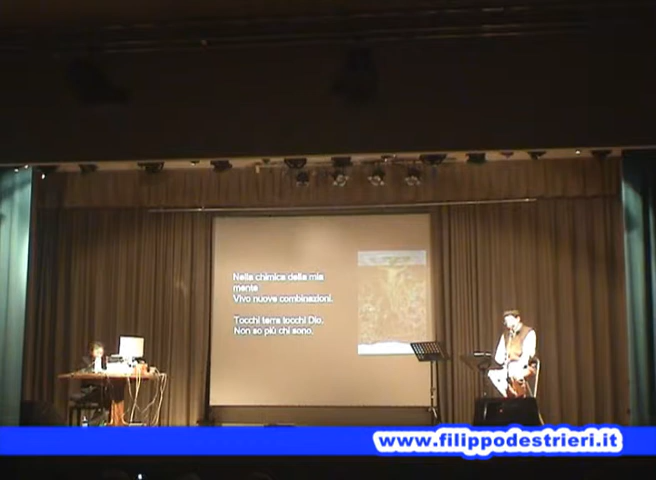 Nella chimica della mia
mente
Vivo nuove combinazioni.
Tocchi terra tocchi Dio.
Non so più chi sono.
www.filippodestrieri.it